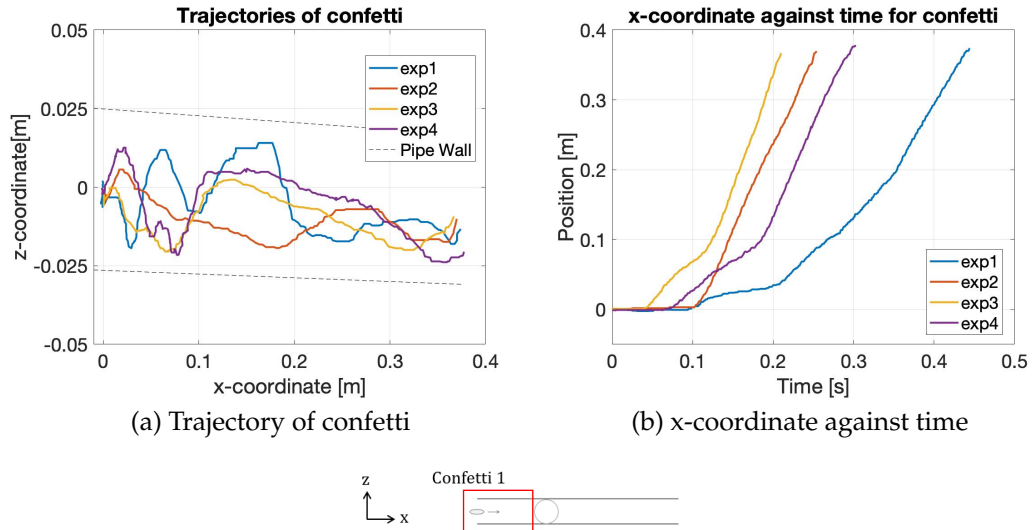 Trajectories of confetti
0.05
0.025
0
-0.025
-0.05
z-coordinate[m]
exp1
exp2
exp3
exp4
Pipe Wall
0
0.1
0.2
0.3
0.4
x-coordinate [m]
(a) Trajectory of confetti
x-coordinate against time for confetti
0.4
0.3
0.2
0.1
0
Position [m]
exp1
exp2
exp3
exp4
0
0.1
0.2
0.3
0.4
0.5
Time [s]
(b) x-coordinate against time
z
x
Confetti 1